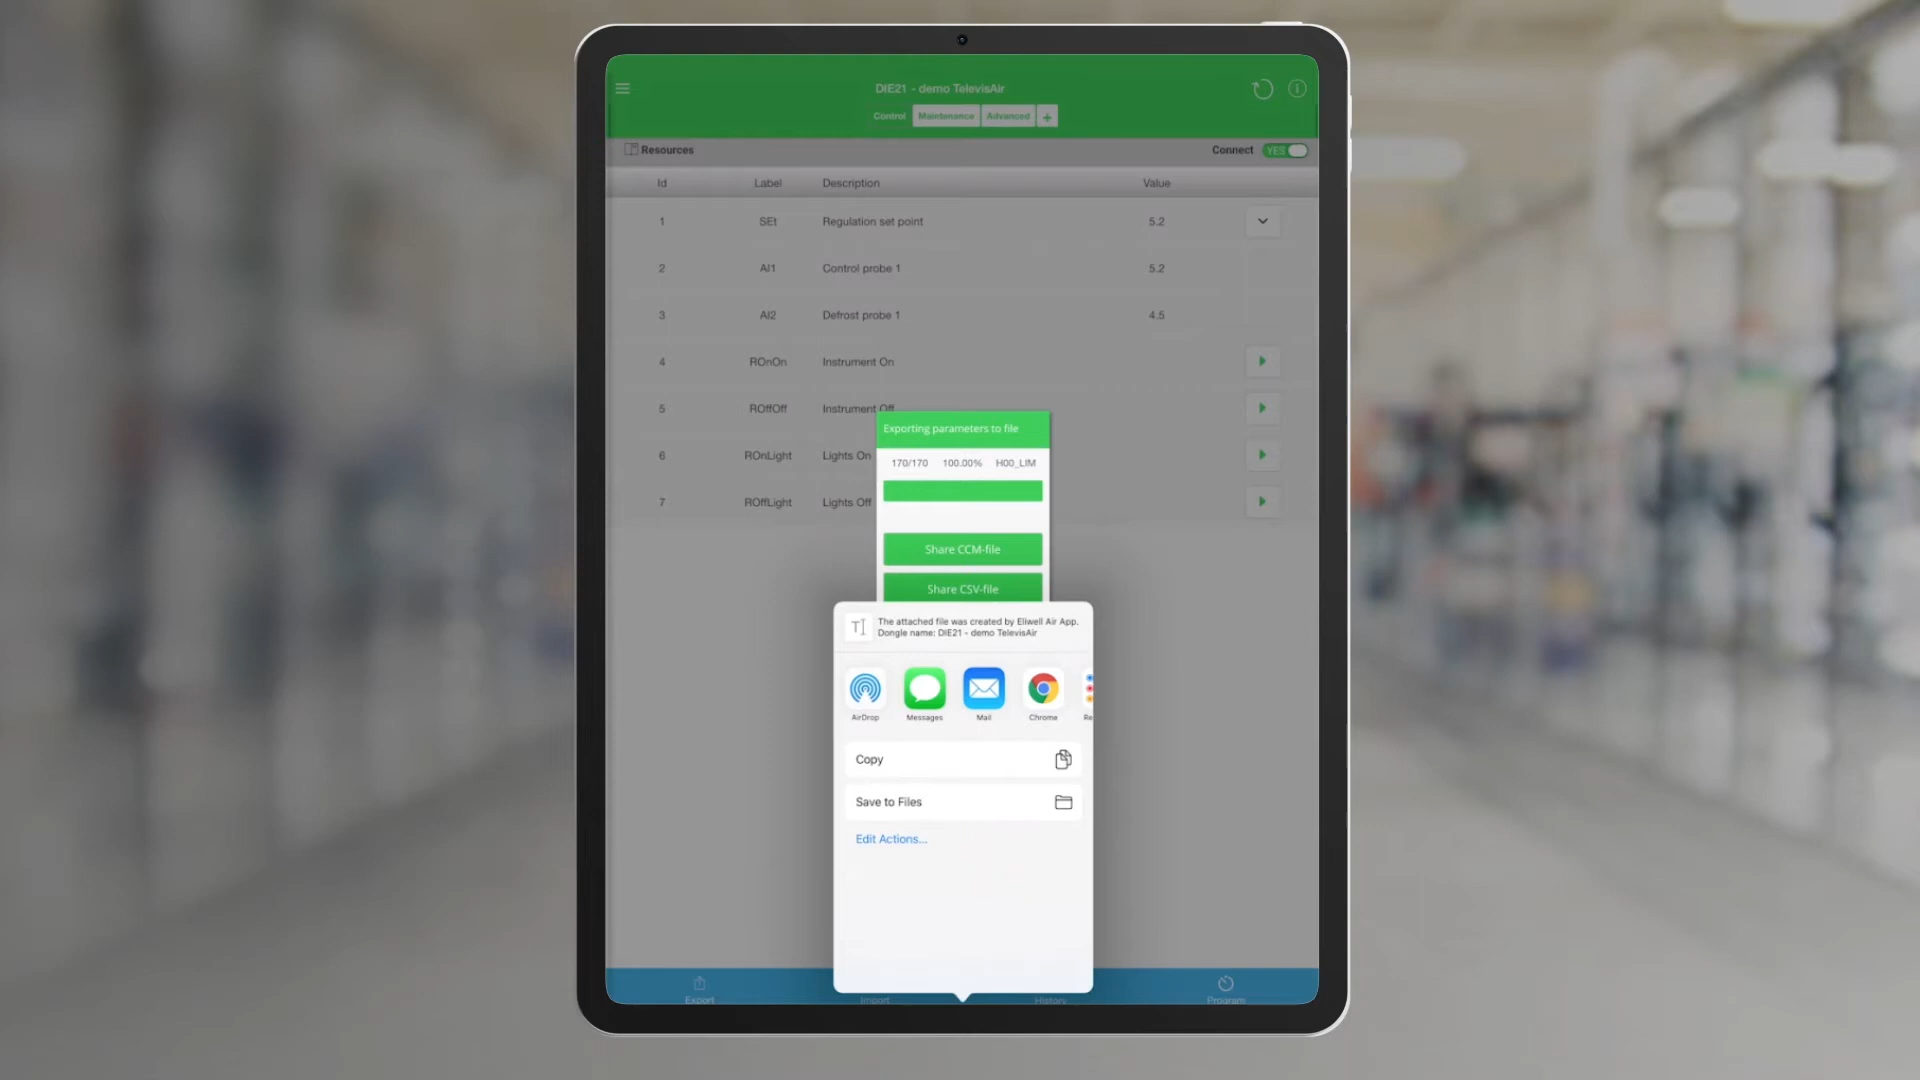 DIE21 - demo TelevisAir
Control Maintenance Advanced +
Resources Connect YES
Id Label Description Value
1 SEt Regulation set point 5.2
2 AI1 Control probe 1 5.2
3 AI2 Defrost probe 1 4.5
4 ROnOn Instrument On
5 ROffOff Instrument Off
6 ROnLight Lights On
7 ROffLight Lights Off
Exporting parameters to file
170/170 100.00% H00_LIM
Share CCM-file
Share CSV-file
The attached file was created by Eliwell Air App.
Dongle name: DIE21 - demo TelevisAir
AirDrop Messages Mail Chrome Re
Copy
Save to Files
Edit Actions...
Export Import History Program